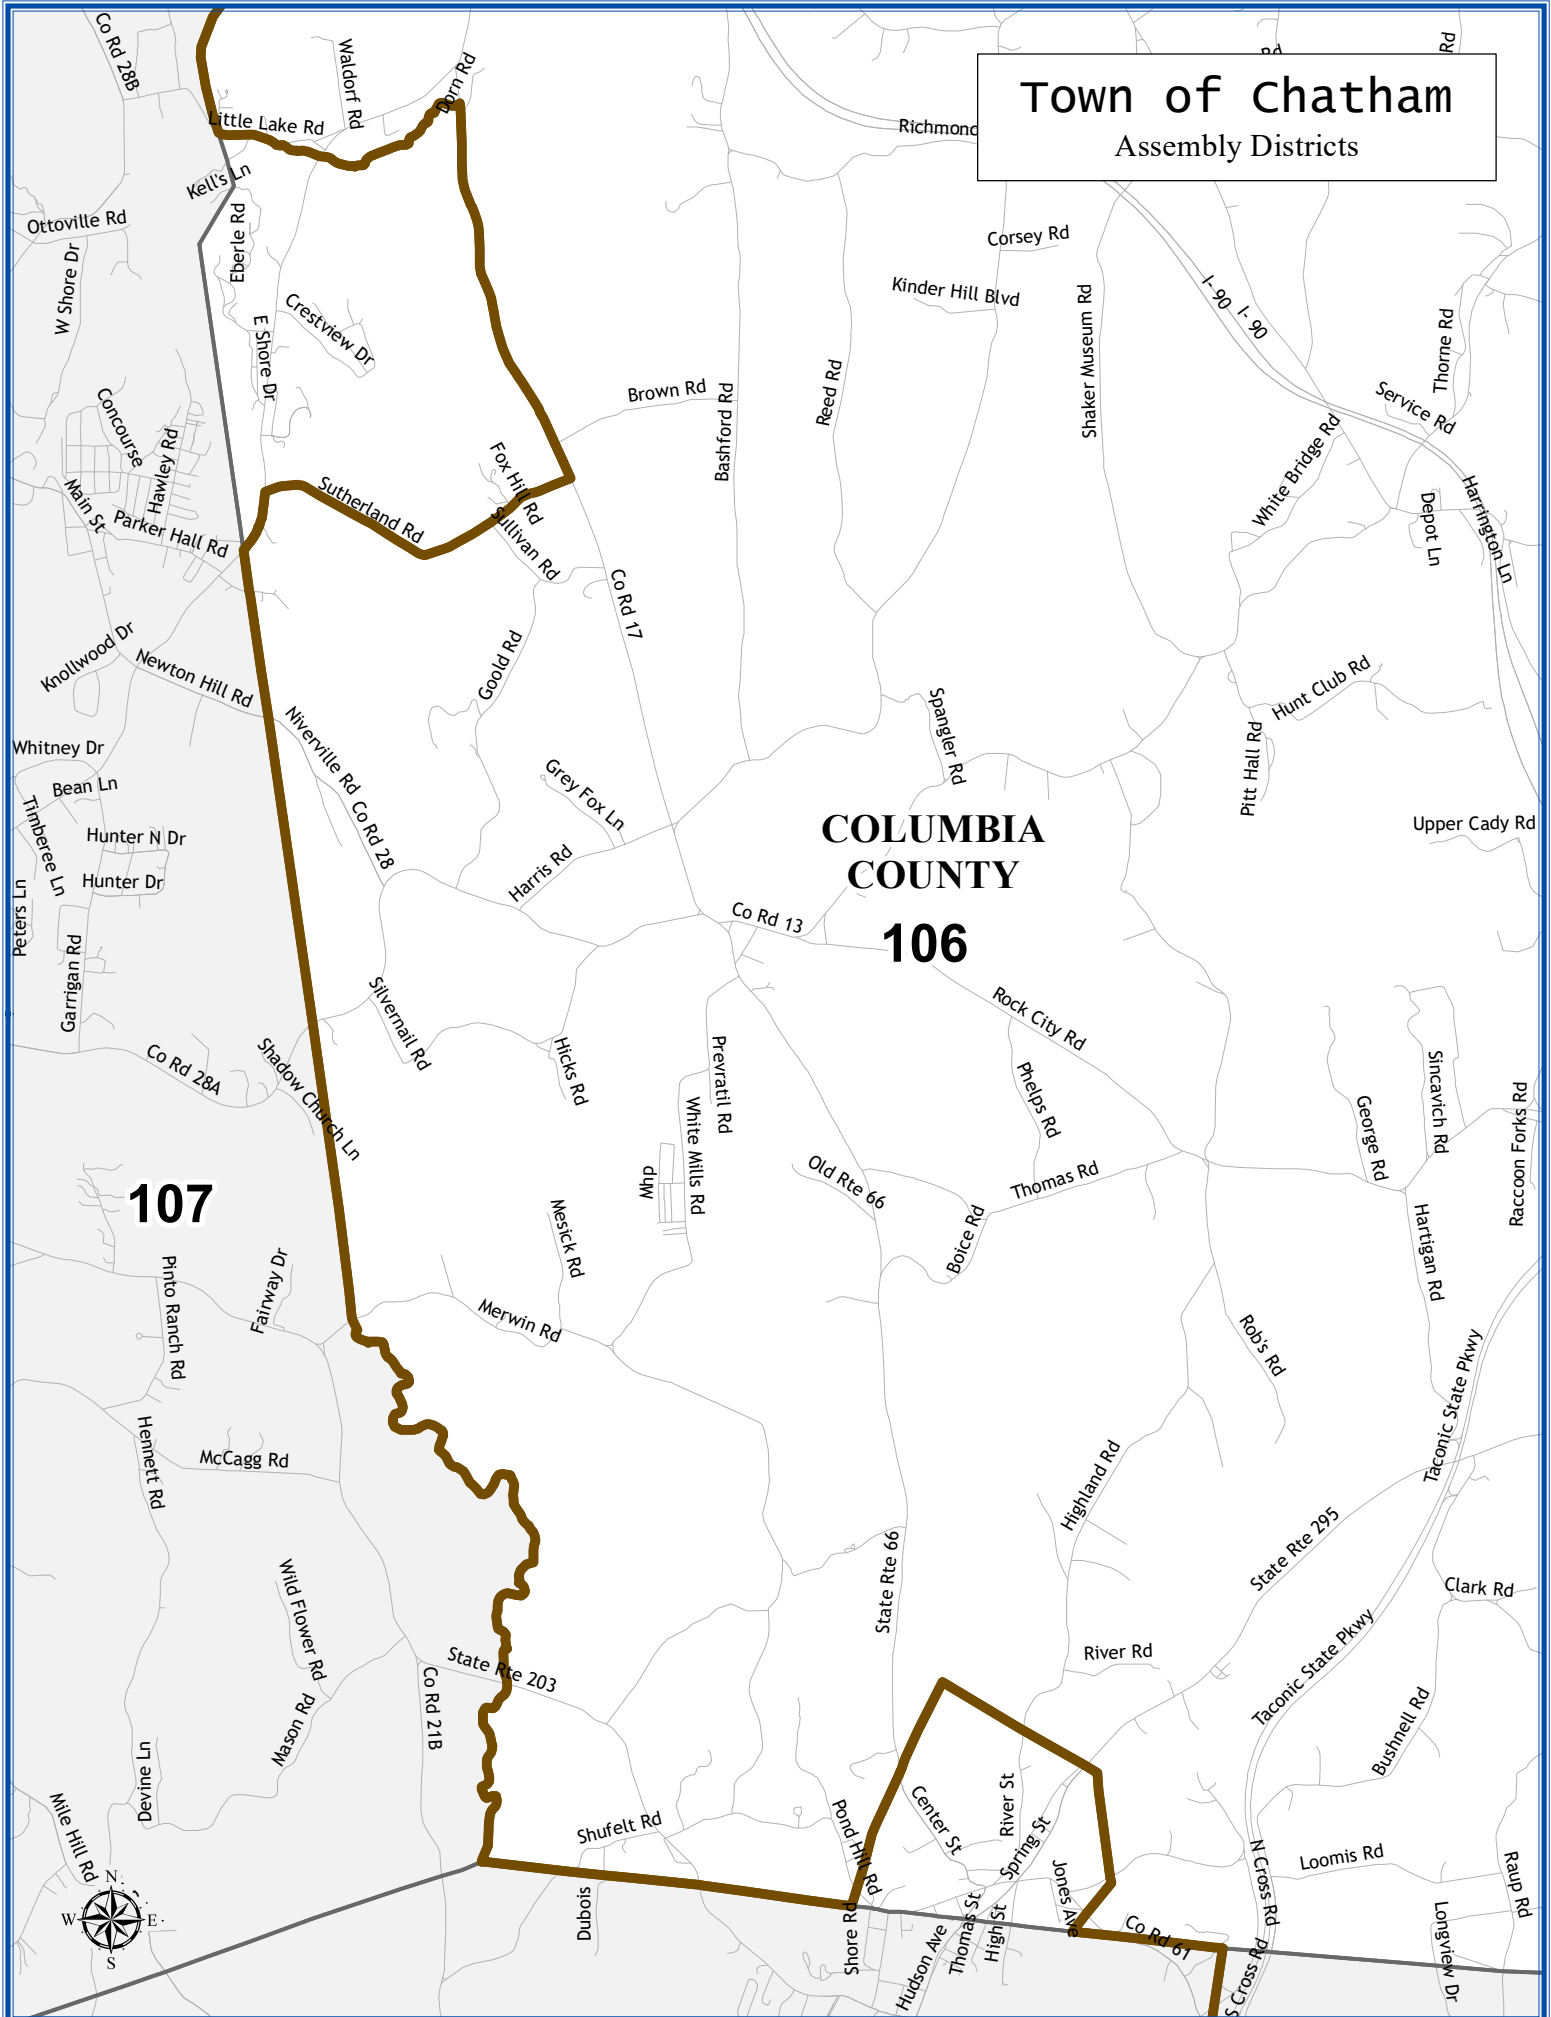 Co Rd 28B
Waldorf Rd
Dorn Rd
Rd
Rd
Town of Chatham
Assembly Districts
Little Lake Rd
Richmond
Kell's Ln
Ottoville Rd
Eberle Rd
W Shore Dr
Corsey Rd
Kinder Hill Blvd
I- 90
I- 90
Crestview Dr
E Shore Dr
Shaker Museum Rd
Thorne Rd
Brown Rd
Bashford Rd
Reed Rd
Service Rd
Concourse
Hawley Rd
Fox Hill Rd
White Bridge Rd
Main St
Sutherland Rd
Sullivan Rd
Parker Hall Rd
Depot Ln
Harrington Ln
Co Rd 17
Knollwood Dr
Newton Hill Rd
Goold Rd
Hunt Club Rd
Spangler Rd
Pitt Hall Rd
Niverville Rd
Co Rd 28
Whitney Dr
Bean Ln
Grey Fox Ln
Timberee Ln
Hunter N Dr
COLUMBIA
COUNTY
Upper Cady Rd
Hunter Dr
Harris Rd
Peters Ln
Garrigan Rd
Co Rd 13
106
Silvernail Rd
Rock City Rd
Co Rd 28A
Shadow Church Ln
Hicks Rd
Prevratil Rd
Phelps Rd
Sincavich Rd
George Rd
Raccoon Forks Rd
White Mills Rd
Mhp
Old Rte 66
Thomas Rd
107
Mesick Rd
Boice Rd
Hartigan Rd
Pinto Ranch Rd
Fairway Dr
Merwin Rd
Rob's Rd
Taconic State Pkwy
Hennett Rd
McCagg Rd
Highland Rd
State Rte 295
State Rte 66
Wild Flower Rd
Clark Rd
Taconic State Pkwy
River Rd
State Rte 203
Co Rd 21B
Mason Rd
Bushnell Rd
Devine Ln
Mile Hill Rd
Shufelt Rd
Pond Hill Rd
Center St
River St
Spring St
Jones Ave
N Cross Rd
Loomis Rd
Raup Rd
Dubois
Shore Rd
Hudson Ave
Thomas St
High St
Co Rd 61
S Cross Rd
Longview Dr
N
W
E
S